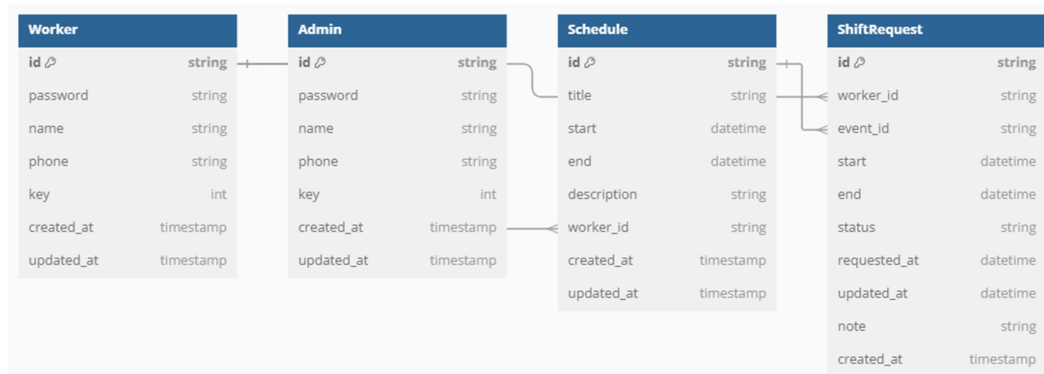 Worker
id string
password string
name string
phone string
key int
created_at timestamp
updated_at timestamp
Admin
id string
password string
name string
phone string
key int
created_at timestamp
updated_at timestamp
Schedule
id string
title string
start datetime
end datetime
description string
worker_id string
created_at timestamp
updated_at timestamp
ShiftRequest
id string
worker_id string
event_id string
start datetime
end datetime
status string
requested_at datetime
updated_at datetime
note string
created_at timestamp